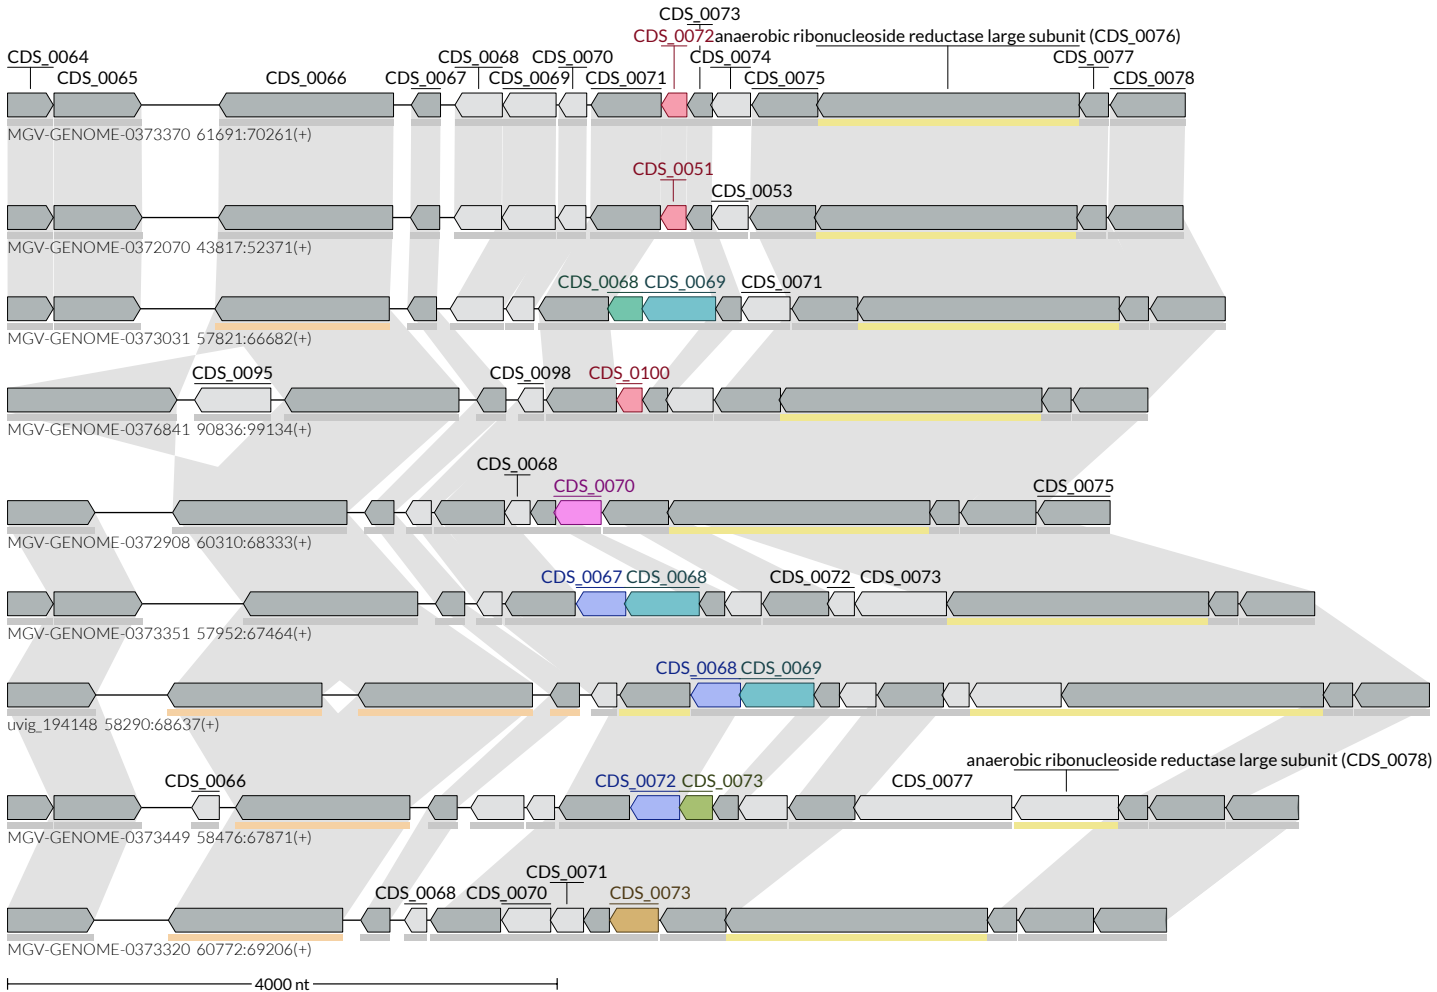 CDS_0073
CDS_0072 anaerobic ribonucleoside reductase large subunit (CDS_0076)
CDS_0064 CDS_0068 CDS_0070 CDS_0074 CDS_0077
CDS_0065 CDS_0066 CDS_0067 CDS_0069 CDS_0071 CDS_0075 CDS_0078
MGV-GENOME-0373370 61691:70261(+)
CDS_0051
CDS_0053
MGV-GENOME-0372070 43817:52371(+)
CDS_0068 CDS_0069 CDS_0071
MGV-GENOME-0373031 57821:66682(+)
CDS_0095 CDS_0098 CDS_0100
MGV-GENOME-0376841 90836:99134(+)
CDS_0068
CDS_0070 CDS_0075
MGV-GENOME-0372908 60310:68333(+)
CDS_0067 CDS_0068 CDS_0072 CDS_0073
MGV-GENOME-0373351 57952:67464(+)
CDS_0068 CDS_0069
uvig_194148 58290:68637(+)
anaerobic ribonucleoside reductase large subunit (CDS_0078)
CDS_0066 CDS_0072 CDS_0073 CDS_0077
MGV-GENOME-0373449 58476:67871(+)
CDS_0071
CDS_0068 CDS_0070 CDS_0073
MGV-GENOME-0373320 60772:69206(+)
4000 nt